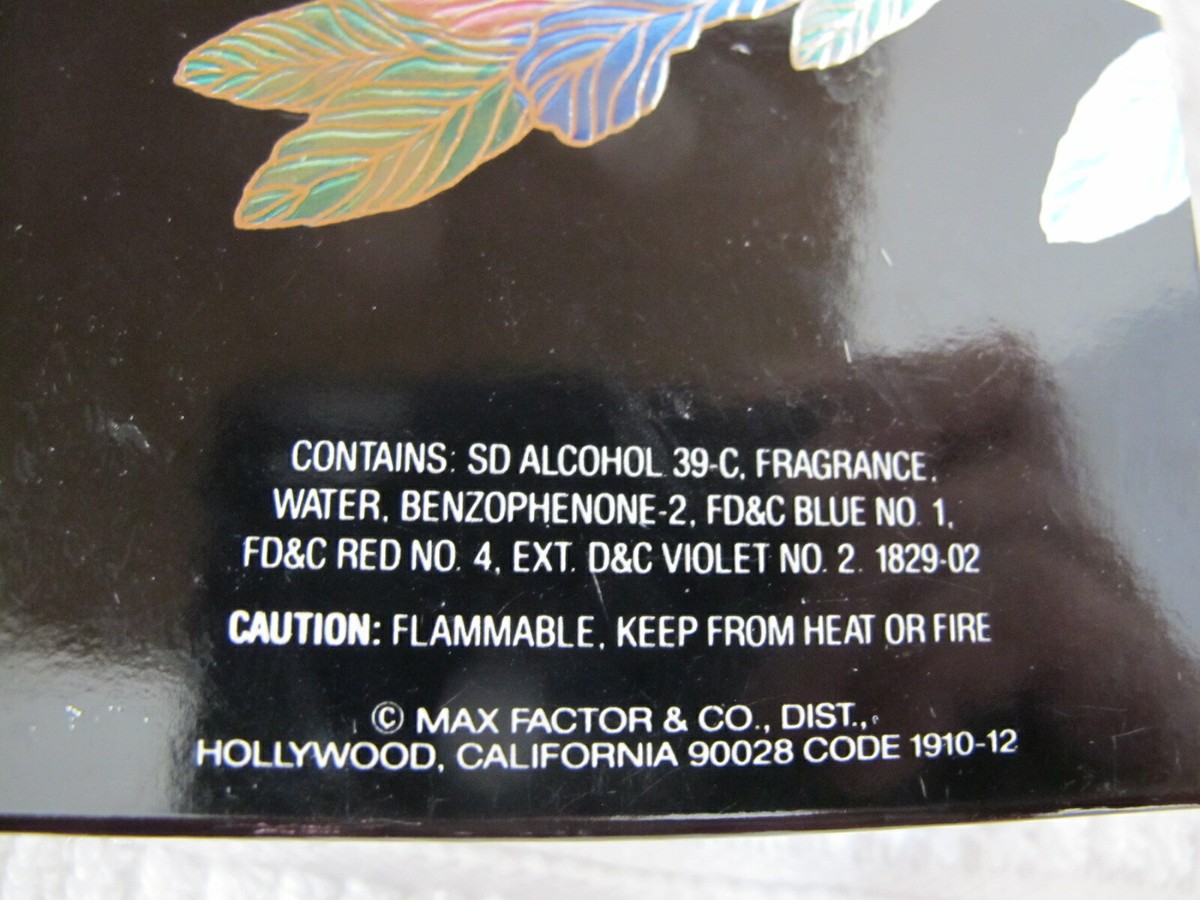 CONTAINS: SD ALCOHOL 39-C, FRAGRANCE,
WATER, BENZOPHENONE-2, FD&C BLUE NO. 1,
FD&C RED NO. 4, EXT. D&C VIOLET NO. 2. 1829-02
CAUTION: FLAMMABLE, KEEP FROM HEAT OR FIRE
© MAX FACTOR & CO., DIST.,
HOLLYWOOD, CALIFORNIA 90028 CODE 1910-12